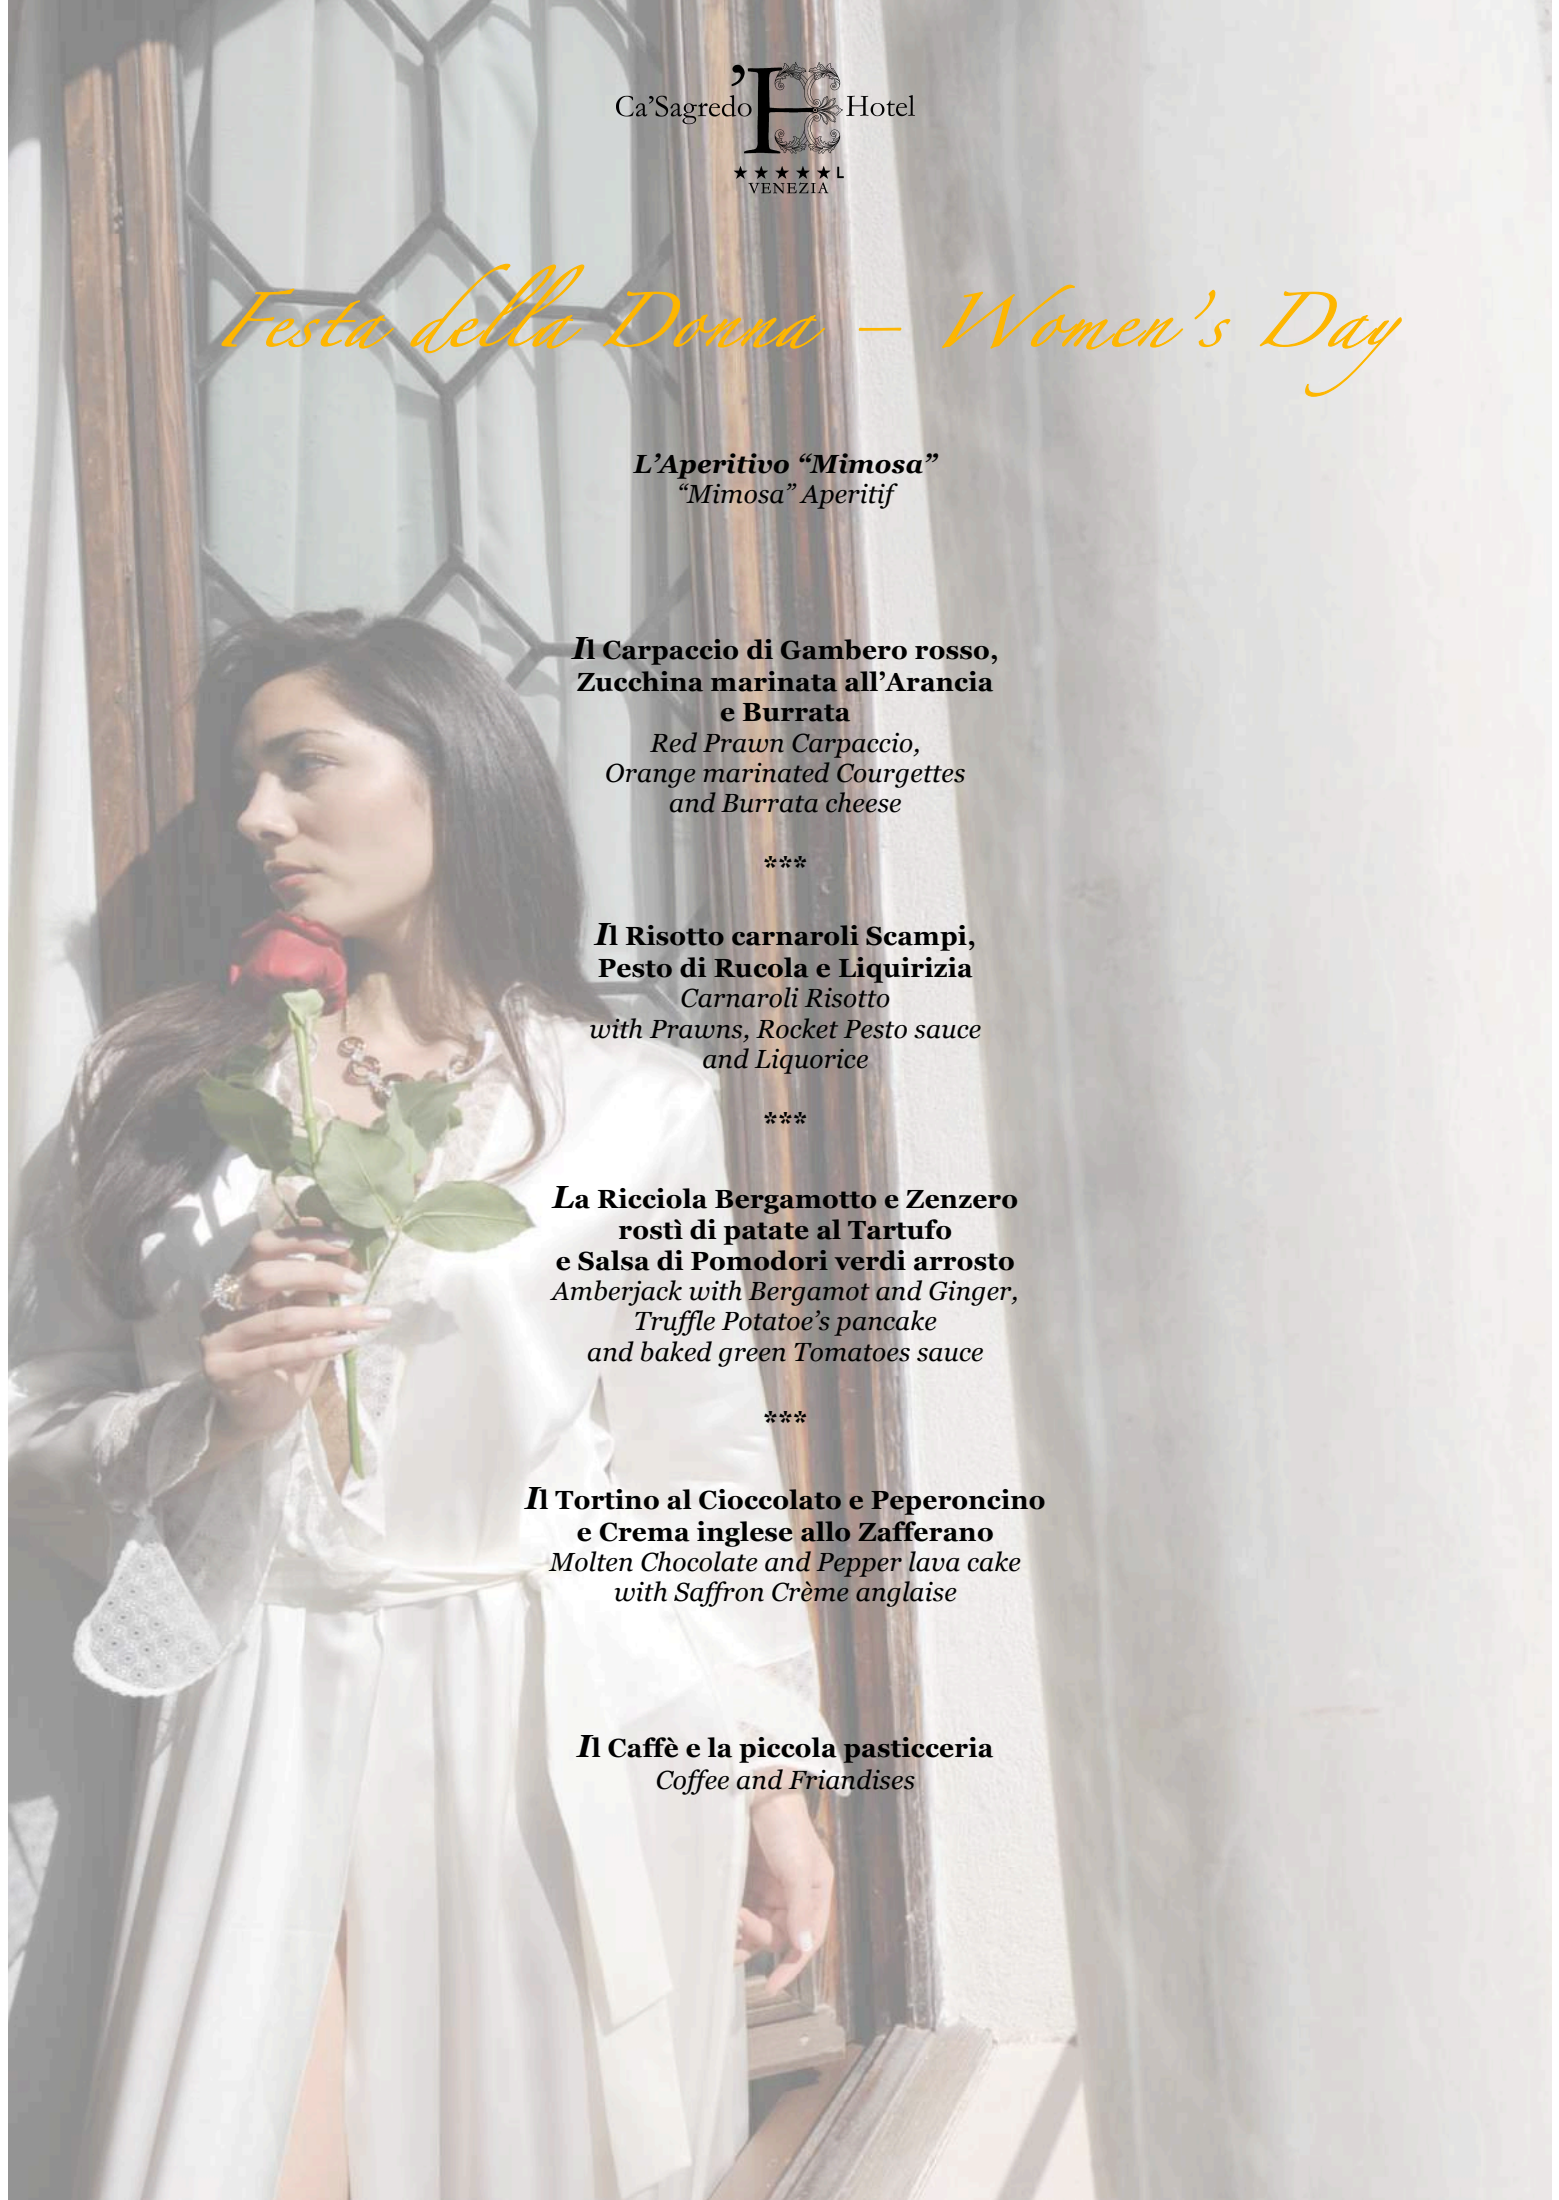 Ca'Sagredo Hotel
★★★★★L
VENEZIA
Festa della Donna – Women's Day
L’Aperitivo “Mimosa”
“Mimosa” Aperitif
Il Carpaccio di Gambero rosso,
Zucchina marinata all’Arancia
e Burrata
Red Prawn Carpaccio,
Orange marinated Courgettes
and Burrata cheese
***
Il Risotto carnaroli Scampi,
Pesto di Rucola e Liquirizia
Carnaroli Risotto
with Prawns, Rocket Pesto sauce
and Liquorice
***
La Ricciola Bergamotto e Zenzero
rostì di patate al Tartufo
e Salsa di Pomodori verdi arrosto
Amberjack with Bergamot and Ginger,
Truffle Potatoe’s pancake
and baked green Tomatoes sauce
***
Il Tortino al Cioccolato e Peperoncino
e Crema inglese allo Zafferano
Molten Chocolate and Pepper lava cake
with Saffron Crème anglaise
Il Caffè e la piccola pasticceria
Coffee and Friandises